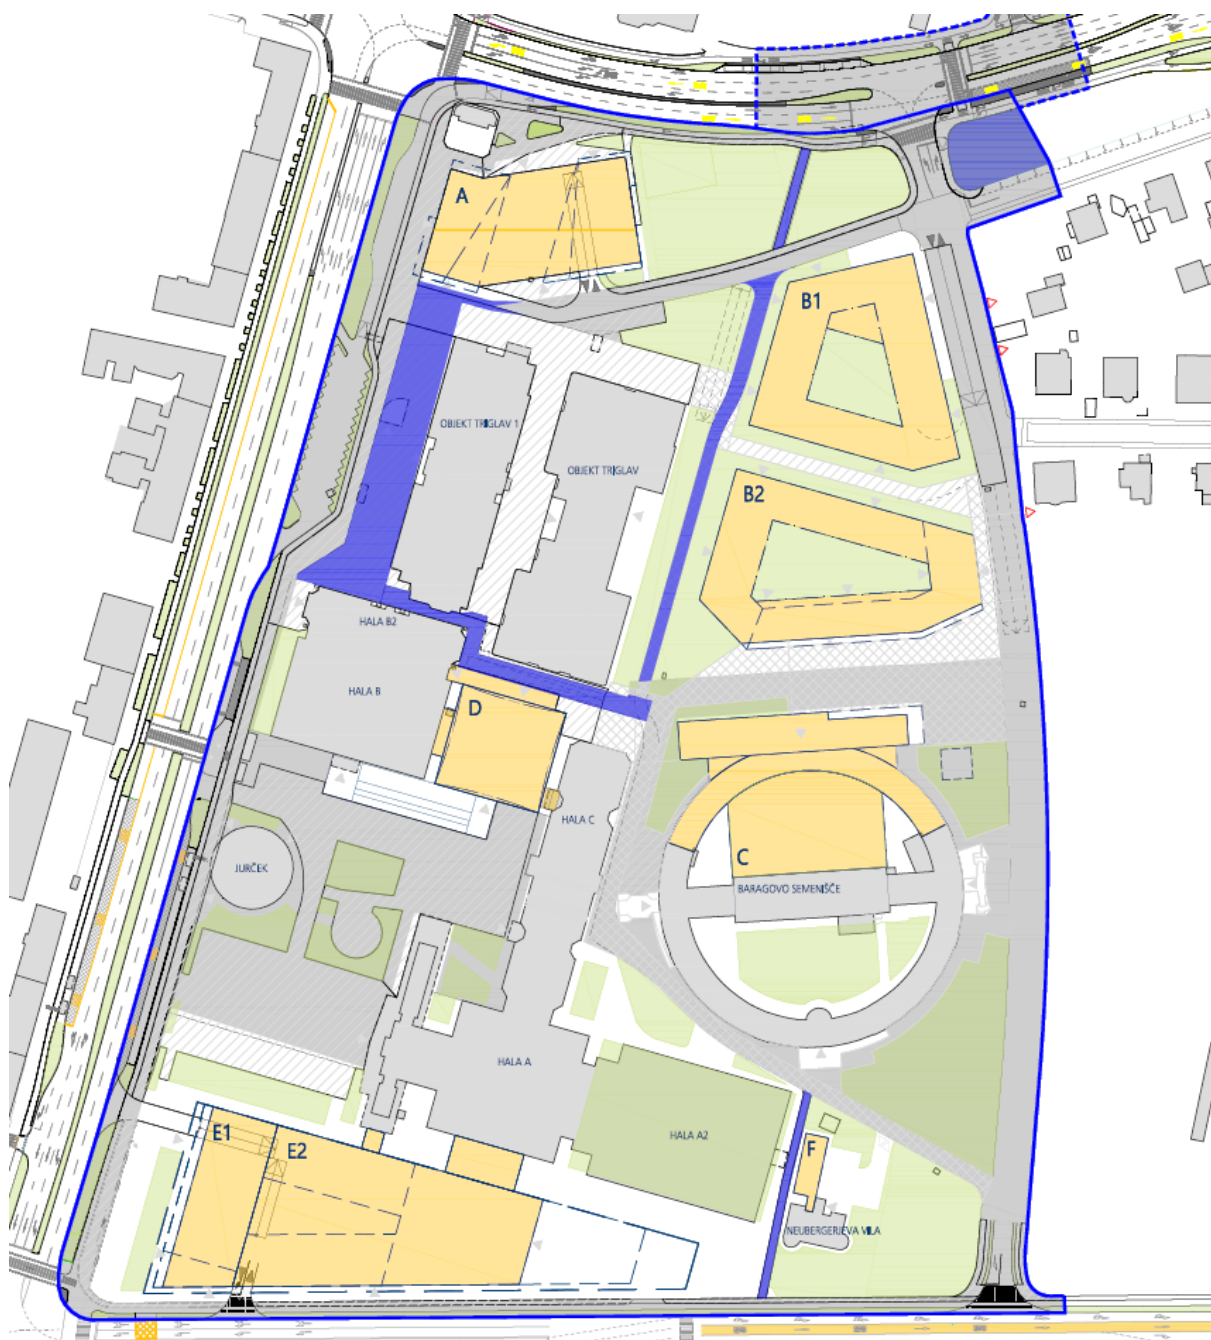 A
B1
OBJEKT TRIGLAV 1
OBJEKT TRIGLAV
B2
HALA B2
HALA B
D
HALA C
JURČEK
C
BARAGOVO SEMENIŠČE
HALA A
HALA A2
E1
E2
F
NEUBERGERJEVA VILA